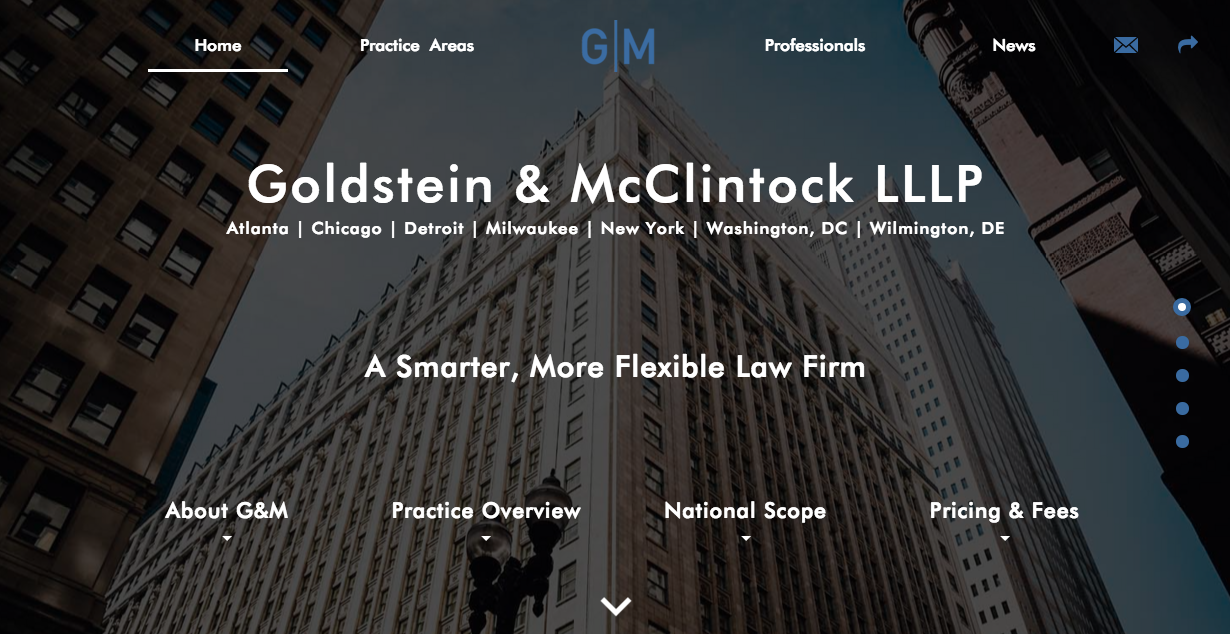 Home Practice Areas G|M Professionals News
Goldstein & McClintock LLLP
Atlanta | Chicago | Detroit | Milwaukee | New York | Washington, DC | Wilmington, DE
A Smarter, More Flexible Law Firm
About G&M Practice Overview National Scope Pricing & Fees